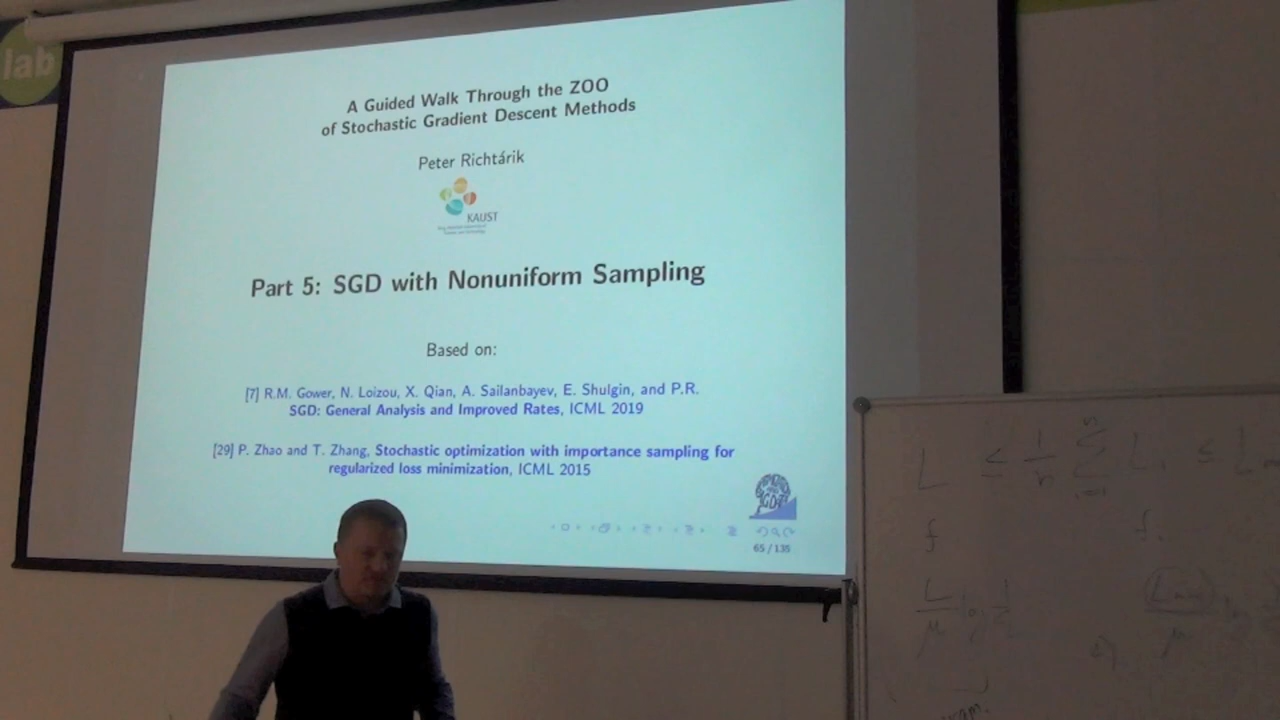 lab
A Guided Walk Through the ZOO
of Stochastic Gradient Descent Methods
Peter Richtárik
KAUST
Part 5: SGD with Nonuniform Sampling
Based on:
[7] R.M. Gower, N. Loizou, X. Qian, A. Sailanbayev, E. Shulgin, and P.R.
SGD: General Analysis and Improved Rates, ICML 2019
[29] P. Zhao and T. Zhang, Stochastic optimization with importance sampling for
regularized loss minimization, ICML 2015
65 / 135